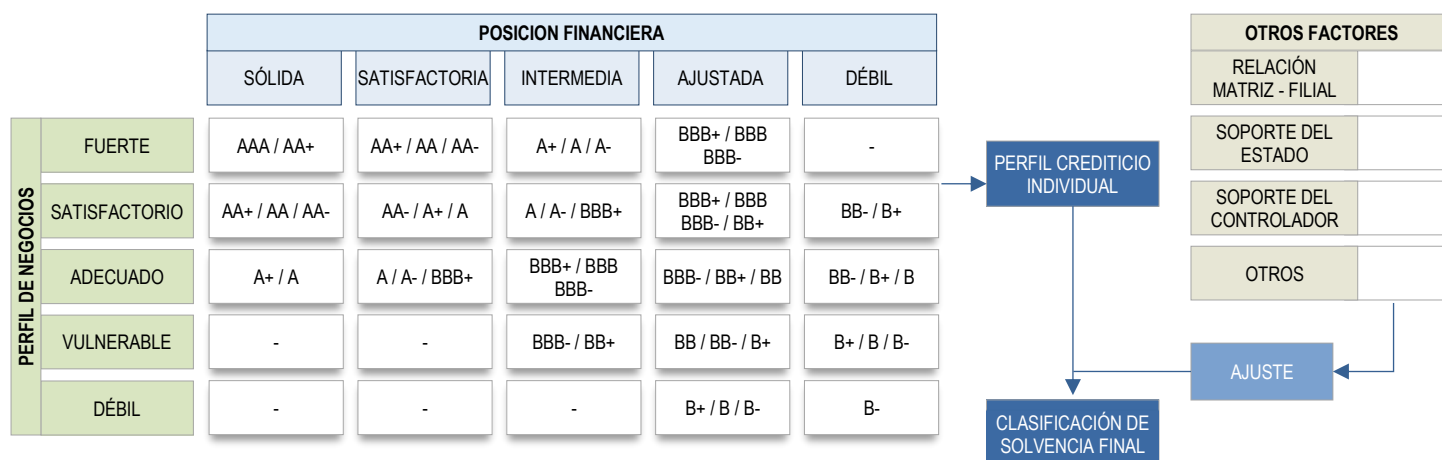 POSICION FINANCIERA
SÓLIDA
SATISFACTORIA
INTERMEDIA
AJUSTADA
DÉBIL
PERFIL DE NEGOCIOS
FUERTE
AAA / AA+
AA+ / AA / AA-
A+ / A / A-
BBB+ / BBB
BBB-
-
SATISFACTORIO
AA+ / AA / AA-
AA- / A+ / A
A / A- / BBB+
BBB+ / BBB
BBB- / BB+
BB- / B+
ADECUADO
A+ / A
A / A- / BBB+
BBB+ / BBB
BBB-
BBB- / BB+ / BB
BB- / B+ / B
VULNERABLE
-
-
BBB- / BB+
BB / BB- / B+
B+ / B / B-
DÉBIL
-
-
-
B+ / B / B-
B-
PERFIL CREDITICIO
INDIVIDUAL
CLASIFICACIÓN DE
SOLVENCIA FINAL
OTROS FACTORES
RELACIÓN
MATRIZ - FILIAL
SOPORTE DEL
ESTADO
SOPORTE DEL
CONTROLADOR
OTROS
AJUSTE